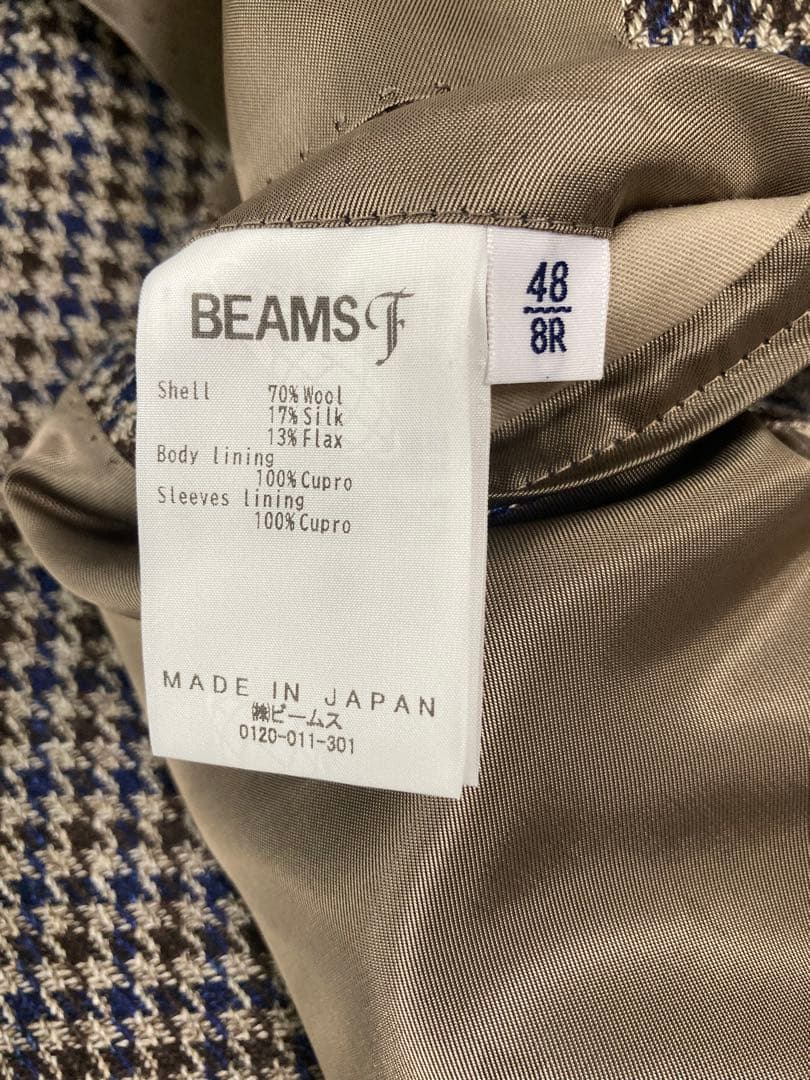 BEAMS F
48
8R
Shell 70% Wool
17% Silk
13% Flax
Body lining
100% Cupro
Sleeves lining
100% Cupro
MADE IN JAPAN
㈱ビームス
0120-011-301